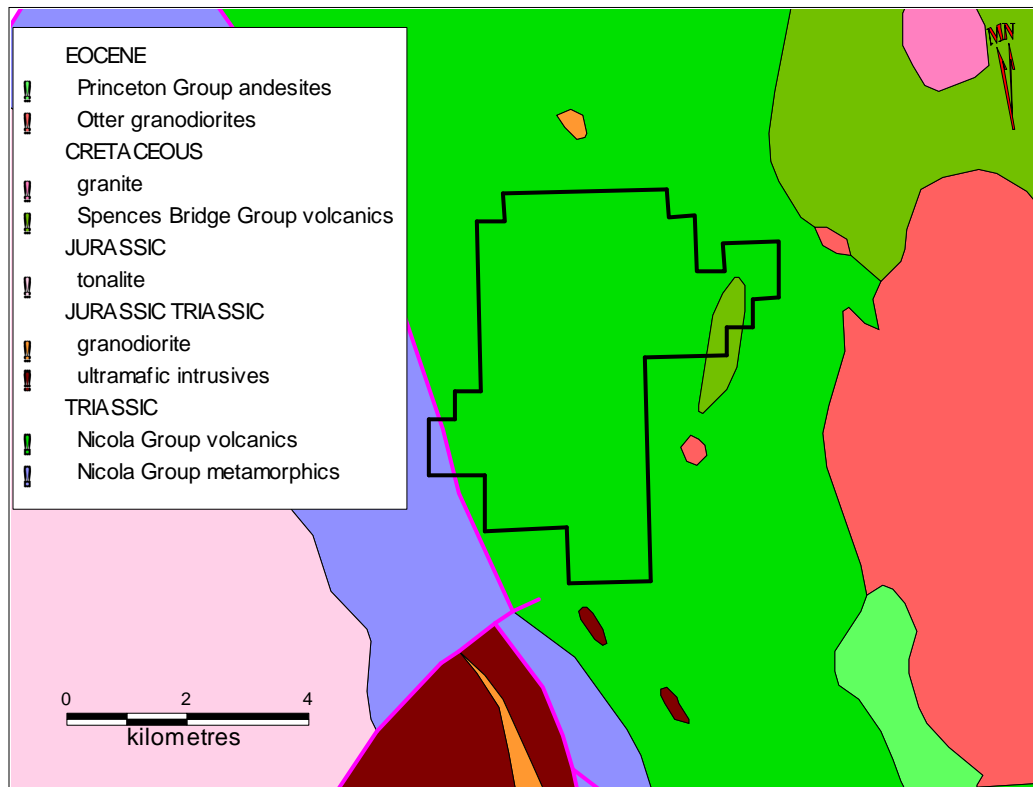 EOCENE
Princeton Group andesites
Otter granodiorites
CRETACEOUS
granite
Spences Bridge Group volcanics
JURASSIC
tonalite
JURASSIC TRIASSIC
granodiorite
ultramafic intrusives
TRIASSIC
Nicola Group volcanics
Nicola Group metamorphics
MN
0 2 4
kilometres